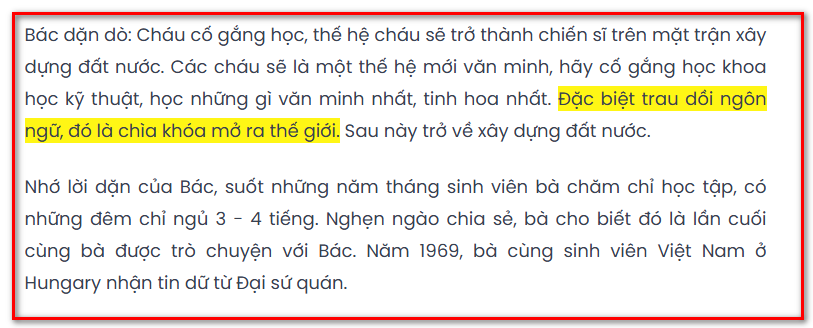 Bác dặn dò: Cháu cố gắng học, thế hệ cháu sẽ trở thành chiến sĩ trên mặt trận xây
dựng đất nước. Các cháu sẽ là một thế hệ mới văn minh, hãy cố gắng học khoa
học kỹ thuật, học những gì văn minh nhất, tinh hoa nhất. Đặc biệt trau dồi ngôn
ngữ, đó là chìa khóa mở ra thế giới. Sau này trở về xây dựng đất nước.
Nhớ lời dặn của Bác, suốt những năm tháng sinh viên bà chăm chỉ học tập, có
những đêm chỉ ngủ 3 - 4 tiếng. Nghẹn ngào chia sẻ, bà cho biết đó là lần cuối
cùng bà được trò chuyện với Bác. Năm 1969, bà cùng sinh viên Việt Nam ở
Hungary nhận tin dữ từ Đại sứ quán.